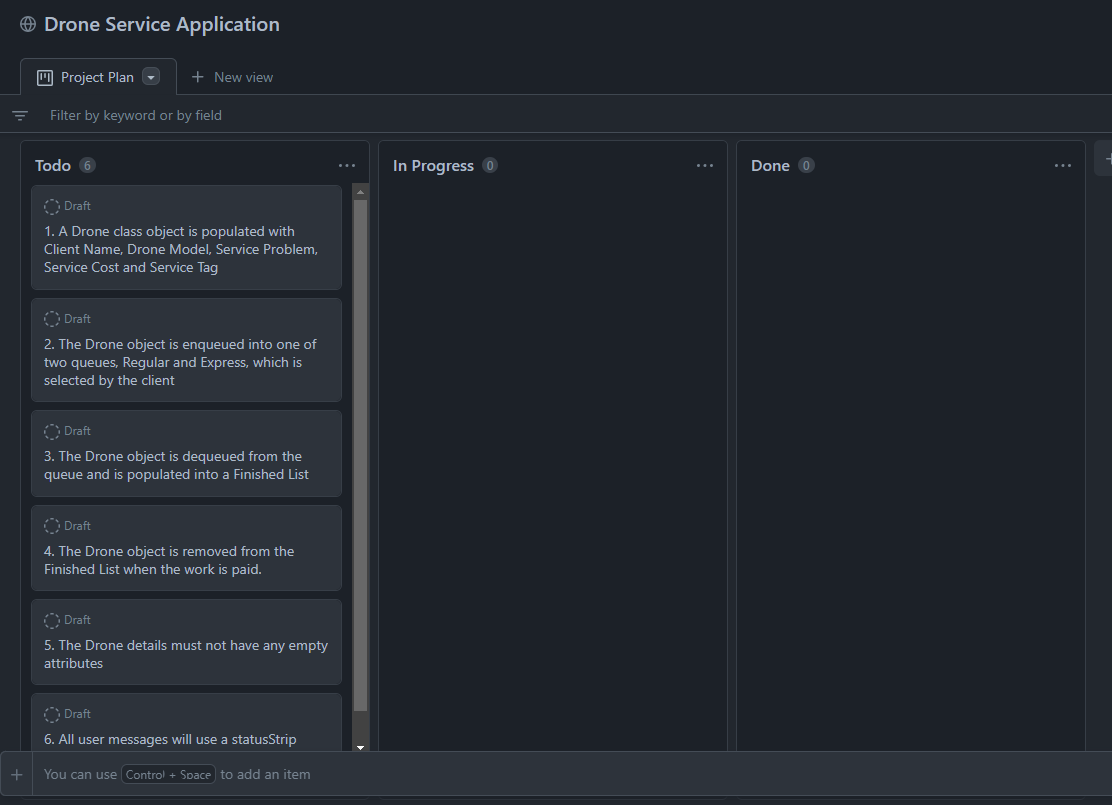 Drone Service Application
Project Plan
New view
Filter by keyword or by field
Todo 6
Draft
1. A Drone class object is populated with
Client Name, Drone Model, Service Problem,
Service Cost and Service Tag
Draft
2. The Drone object is enqueued into one of
two queues, Regular and Express, which is
selected by the client
Draft
3. The Drone object is dequeued from the
queue and is populated into a Finished List
Draft
4. The Drone object is removed from the
Finished List when the work is paid.
Draft
5. The Drone details must not have any empty
attributes
Draft
6. All user messages will use a statusStrip
In Progress 0
Done 0
You can use Control + Space to add an item